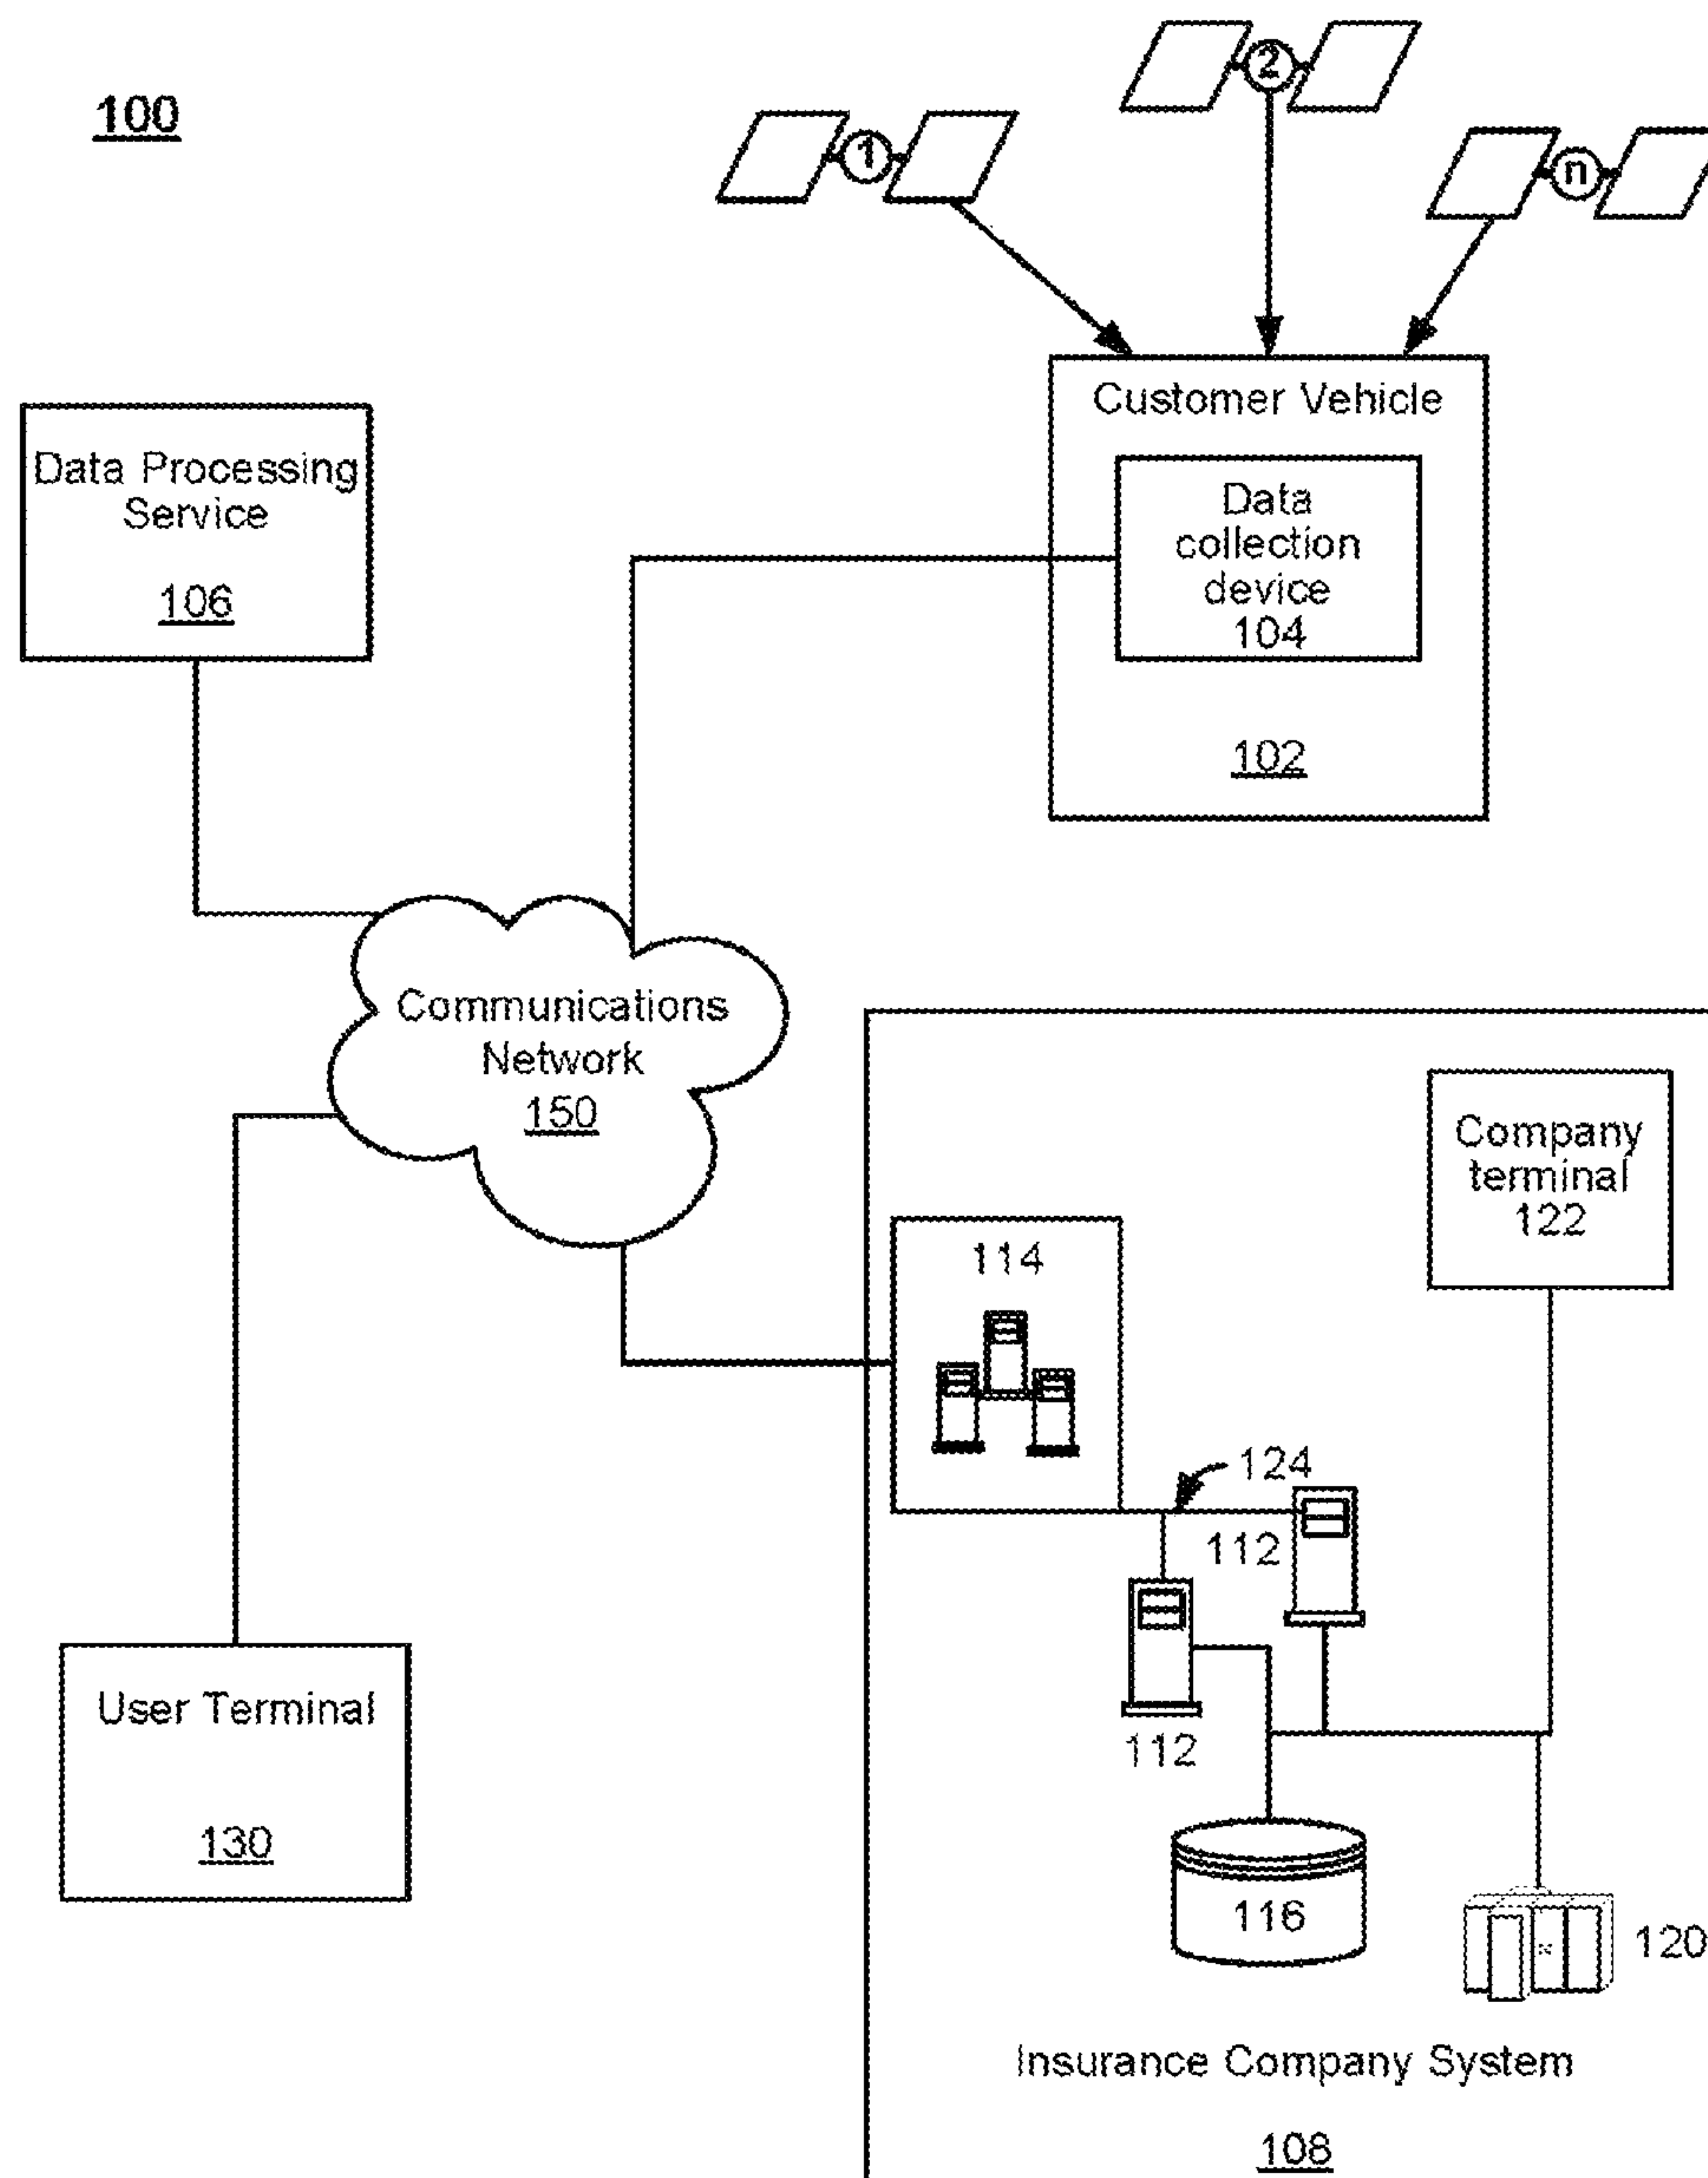 100
1
2
n
Customer Vehicle
Data
collection
device
104
102
Data Processing
Service
106
Communications
Network
150
Company
terminal
122
114
124
112
112
User Terminal
130
116
120
Insurance Company System
108